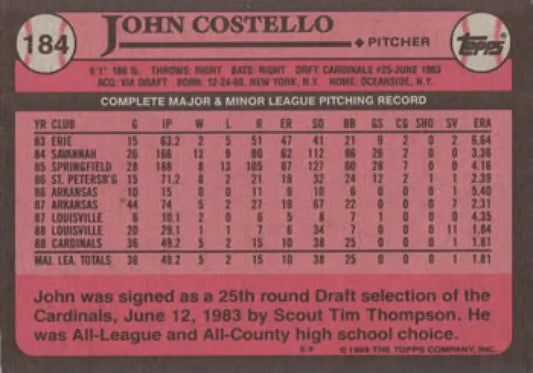 184
JOHN COSTELLO
PITCHER
TOPPS
6'1" 180 lb. THROWS: RIGHT BATS: RIGHT DRFT: CARDINALS #25-JUNE 1983
ACQ: VIA DRAFT BORN: 12-24-60, NEW YORK, N.Y. HOME: OCEANSIDE, N.Y.
COMPLETE MAJOR & MINOR LEAGUE PITCHING RECORD
YR CLUB G IP W L R ER SO BB GS CG SHO SV ERA
83 ERIE 15 63.2 2 5 51 47 41 21 9 2 0 2 6.64
84 SAVANNAH 26 166 13 9 80 62 112 66 26 2 0 0 3.36
85 SPRINGFIELD 28 188 8 13 105 87 127 60 28 7 0 0 4.16
86 ST. PETERSB'G 15 71.2 8 2 21 19 32 24 12 2 1 1 2.39
86 ARKANSAS 10 15 0 0 11 9 10 6 0 0 0 1 5.40
87 ARKANSAS 44 74 5 2 27 19 67 22 0 0 0 7 2.31
87 LOUISVILLE 6 10.1 2 0 6 5 8 7 1 0 0 0 4.35
88 LOUISVILLE 20 29.1 1 1 7 6 34 7 0 0 0 11 1.84
88 CARDINALS 36 49.2 5 2 15 10 38 25 0 0 0 1 1.81
MAJ. LEA. TOTALS 36 49.2 5 2 15 10 38 25 0 0 0 1 1.81
John was signed as a 25th round Draft selection of the
Cardinals, June 12, 1983 by Scout Tim Thompson. He
was All-League and All-County high school choice.
© 1989 THE TOPPS COMPANY, INC.